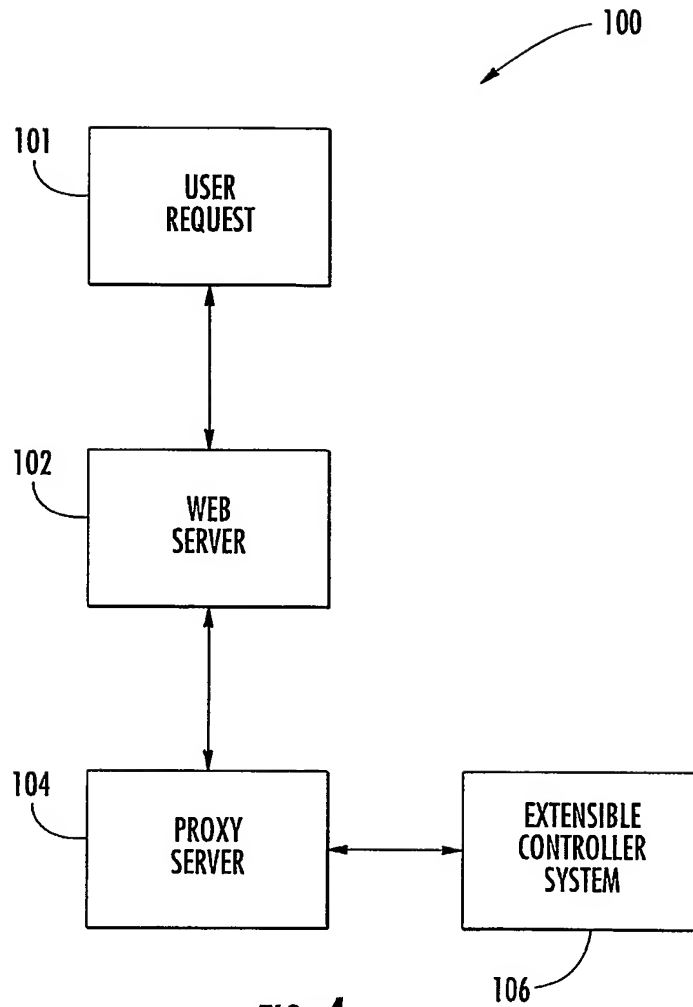 100
101
USER
REQUEST
102
WEB
SERVER
104
PROXY
SERVER
EXTENSIBLE
CONTROLLER
SYSTEM
106